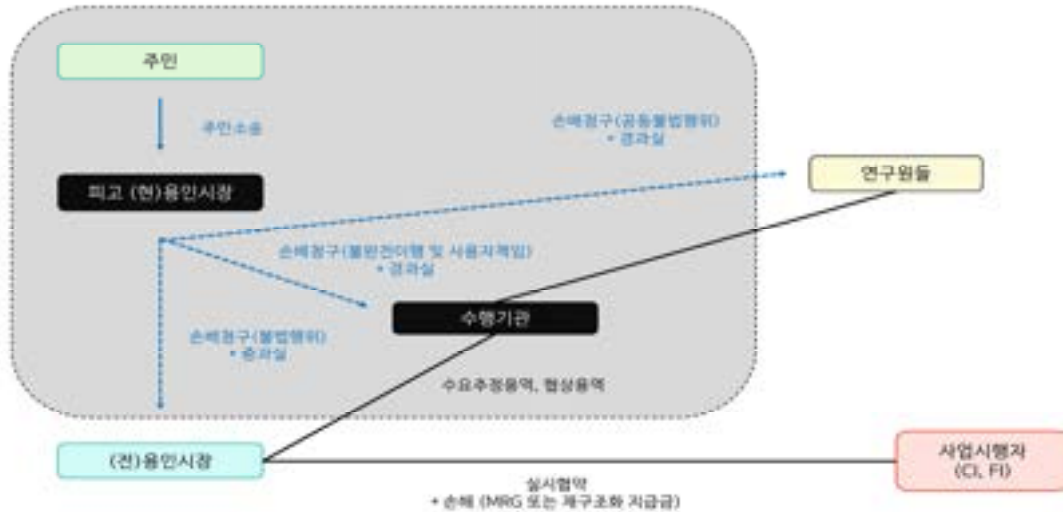 주민
주민소송
손배청구(공동불법행위)
+ 경과실
연구원들
피고 (현)용인시장
손배청구(불완전이행 및 사용자책임)
+ 경과실
수행기관
손배청구(불법행위)
+ 중과실
수요추정용역, 협상용역
(전)용인시장
사업시행자
(CI, FI)
실시협약
+ 손해 (MRG 또는 재구조화 지급금)